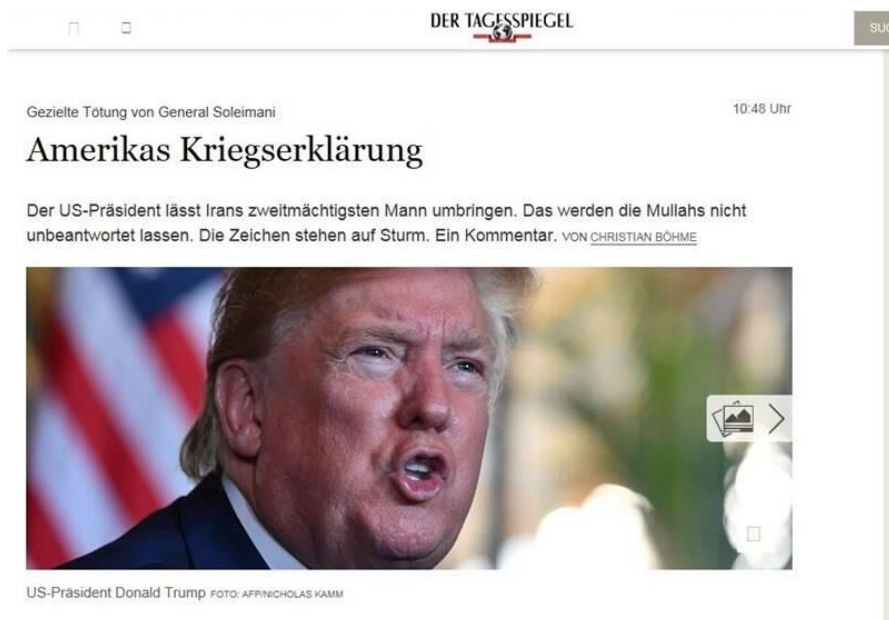 DER TAGESSPIEGEL
SUC
Gezielte Tötung von General Soleimani
10:48 Uhr
Amerikas Kriegserklärung
Der US-Präsident lässt Irans zweitmächtigsten Mann umbringen. Das werden die Mullahs nicht
unbeantwortet lassen. Die Zeichen stehen auf Sturm. Ein Kommentar. VON CHRISTIAN BÖHME
US-Präsident Donald Trump FOTO: AFP/NICHOLAS KAMM